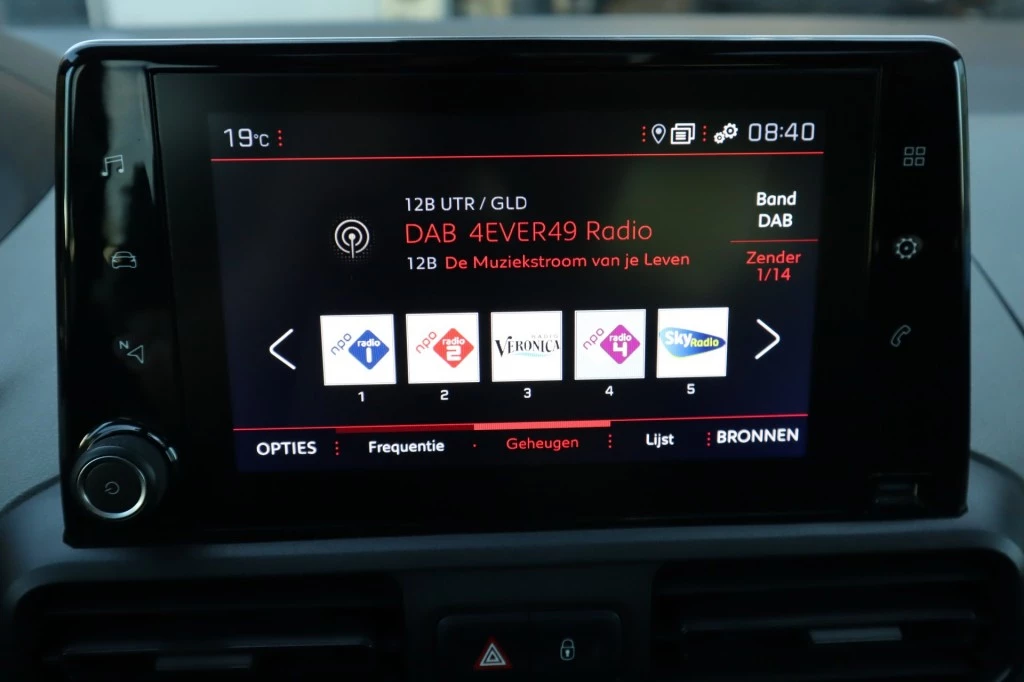 19°C
08:40
12B UTR / GLD
DAB 4EVER49 Radio
12B De Muziekstroom van je Leven
Band
DAB
Zender
1/14
npo radio 1
npo radio 2
RADIO VERONICA
npo radio 4
Sky Radio
1 2 3 4 5
OPTIES Frequentie Geheugen Lijst BRONNEN
N